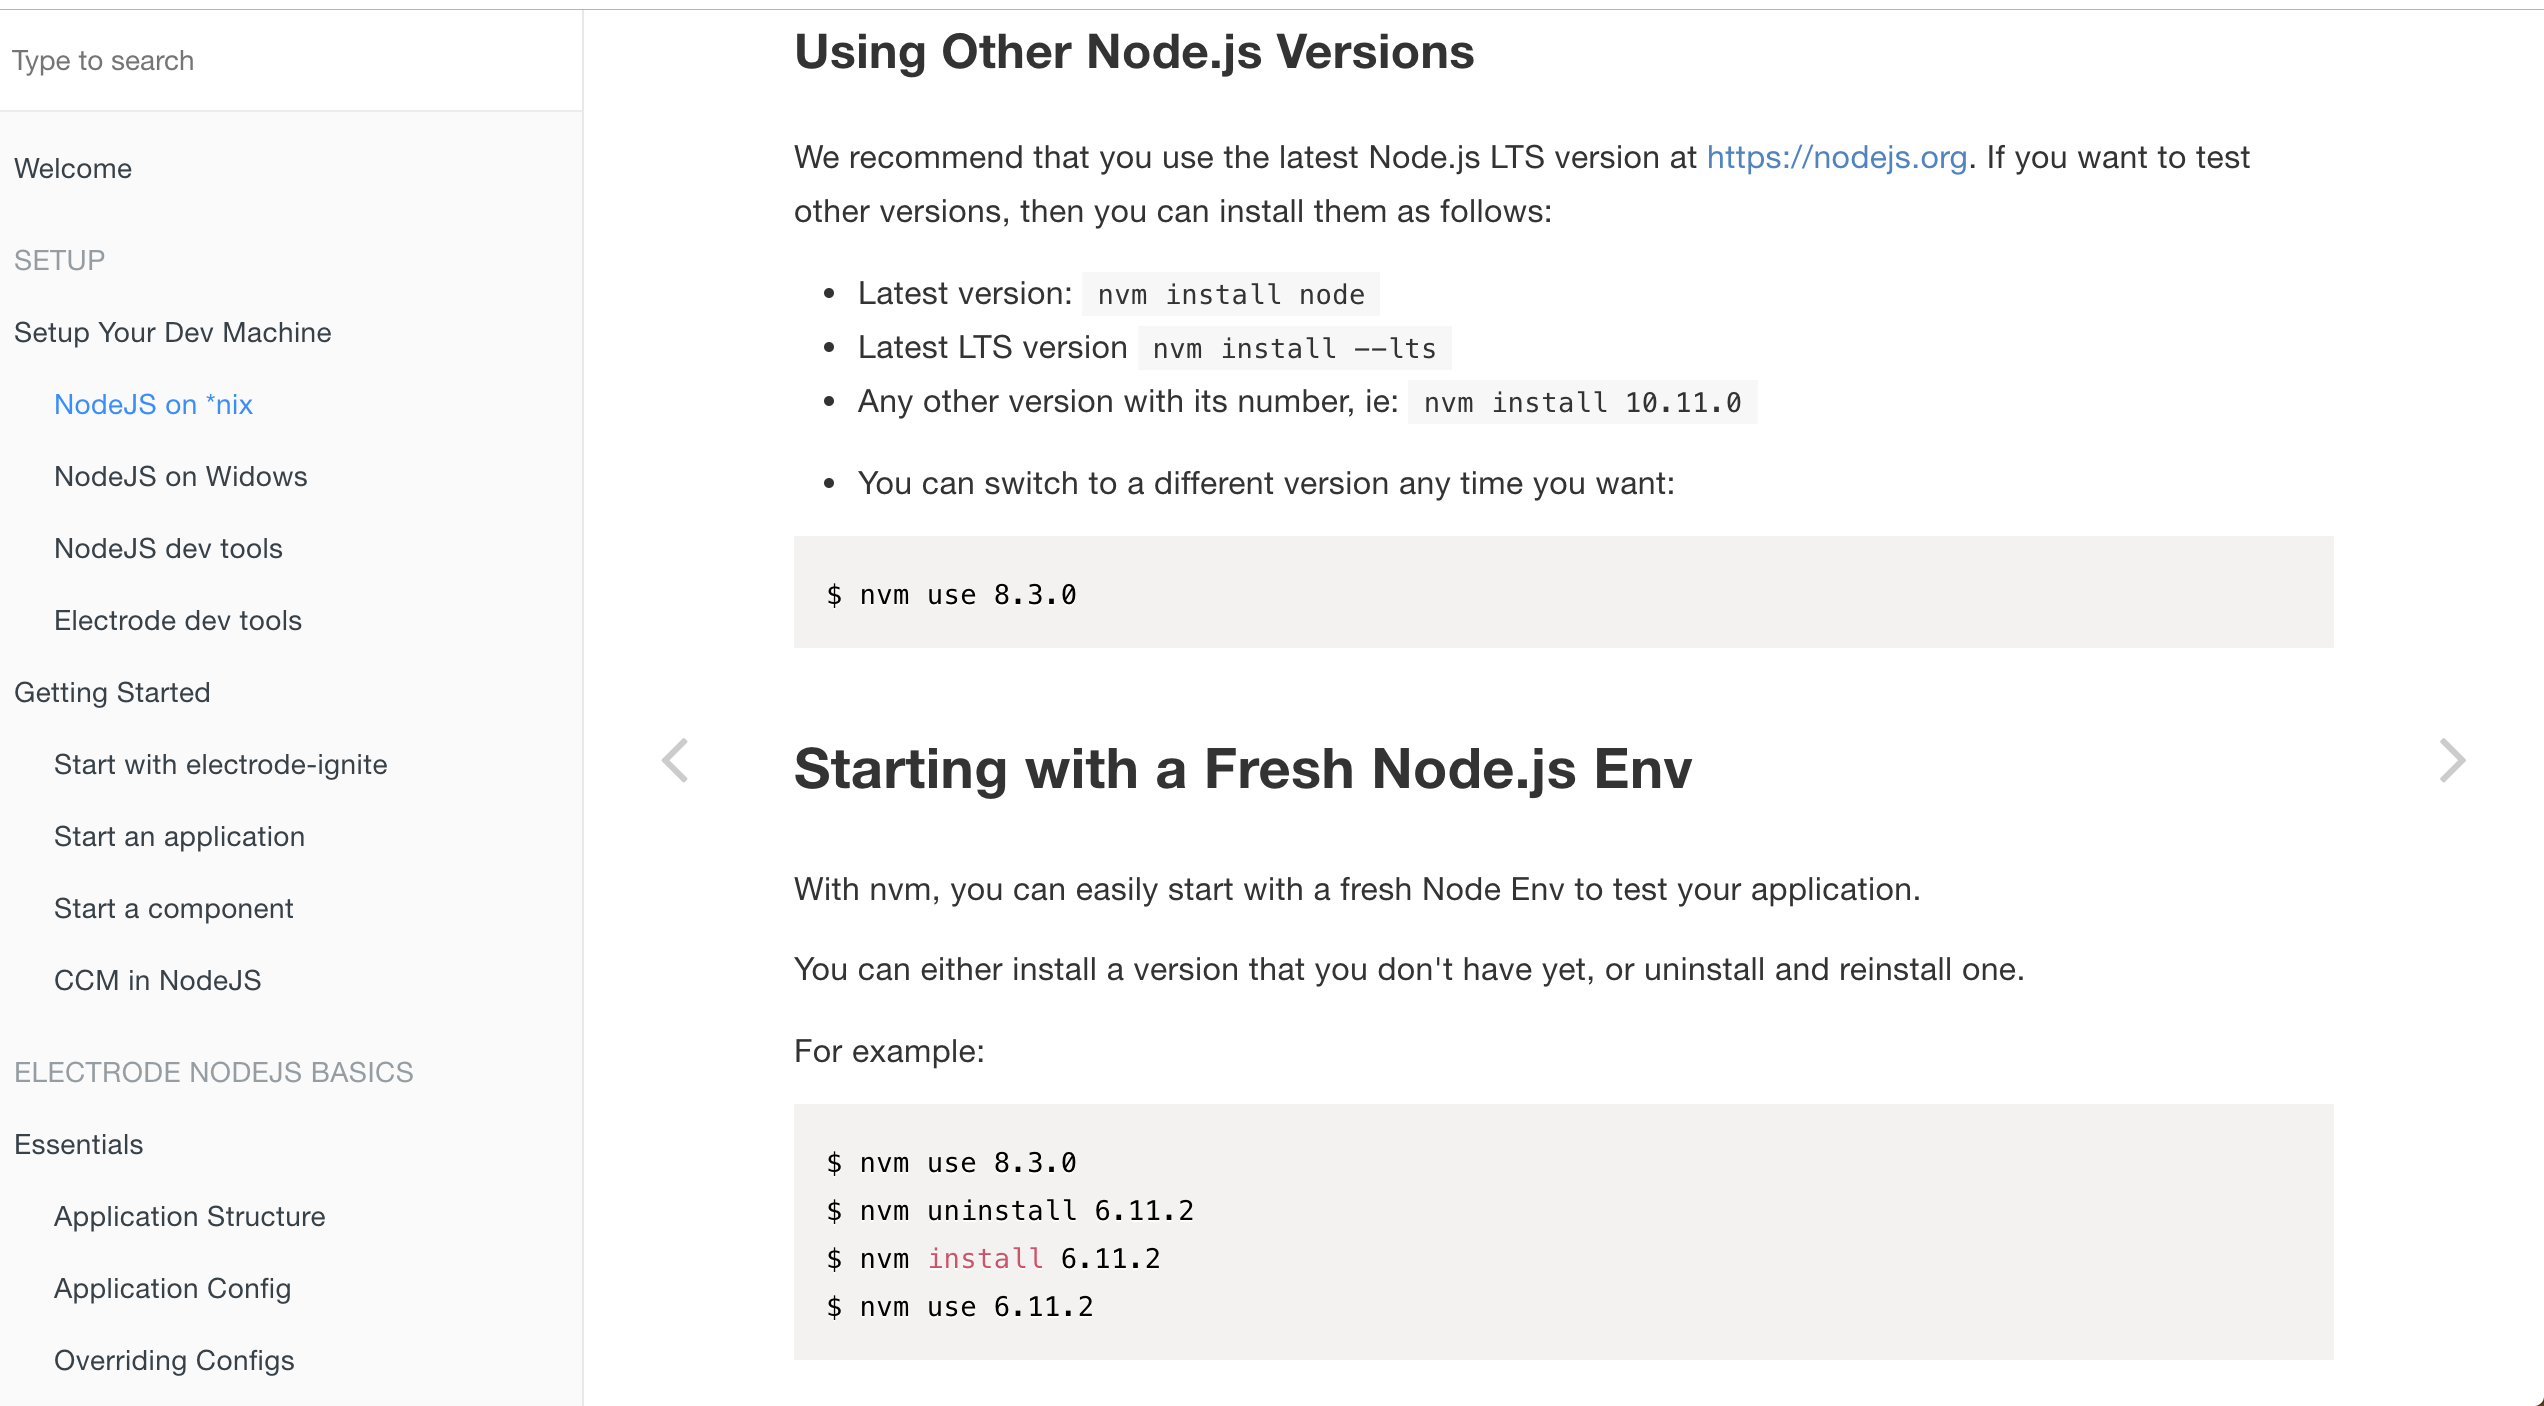 Type to search
Welcome
SETUP
Setup Your Dev Machine
NodeJS on *nix
NodeJS on Widows
NodeJS dev tools
Electrode dev tools
Getting Started
Start with electrode-ignite
Start an application
Start a component
CCM in NodeJS
ELECTRODE NODEJS BASICS
Essentials
Application Structure
Application Config
Overriding Configs
Using Other Node.js Versions
We recommend that you use the latest Node.js LTS version at https://nodejs.org. If you want to test
other versions, then you can install them as follows:
• Latest version: nvm install node
• Latest LTS version nvm install --lts
• Any other version with its number, ie: nvm install 10.11.0
• You can switch to a different version any time you want:
$ nvm use 8.3.0
Starting with a Fresh Node.js Env
With nvm, you can easily start with a fresh Node Env to test your application.
You can either install a version that you don't have yet, or uninstall and reinstall one.
For example:
$ nvm use 8.3.0
$ nvm uninstall 6.11.2
$ nvm install 6.11.2
$ nvm use 6.11.2